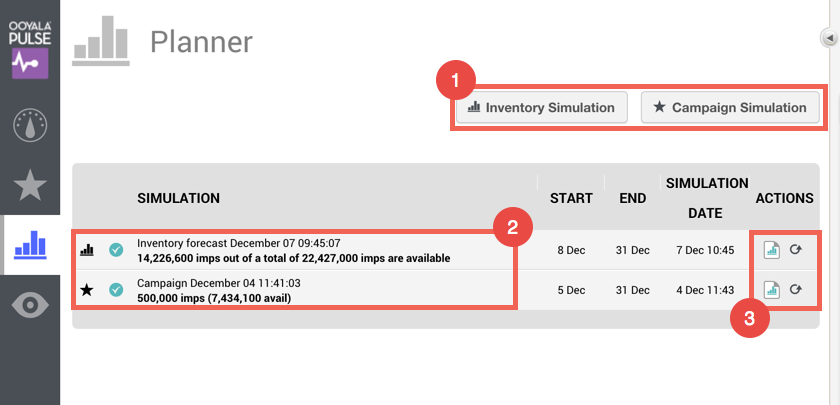 OOYALA
PULSE
Planner
1
Inventory Simulation
Campaign Simulation
SIMULATION
START
END
SIMULATION
DATE
ACTIONS
2
Inventory forecast December 07 09:45:07
14,226,600 imps out of a total of 22,427,000 imps are available
8 Dec
31 Dec
7 Dec 10:45
Campaign December 04 11:41:03
500,000 imps (7,434,100 avail)
5 Dec
31 Dec
4 Dec 11:43
3